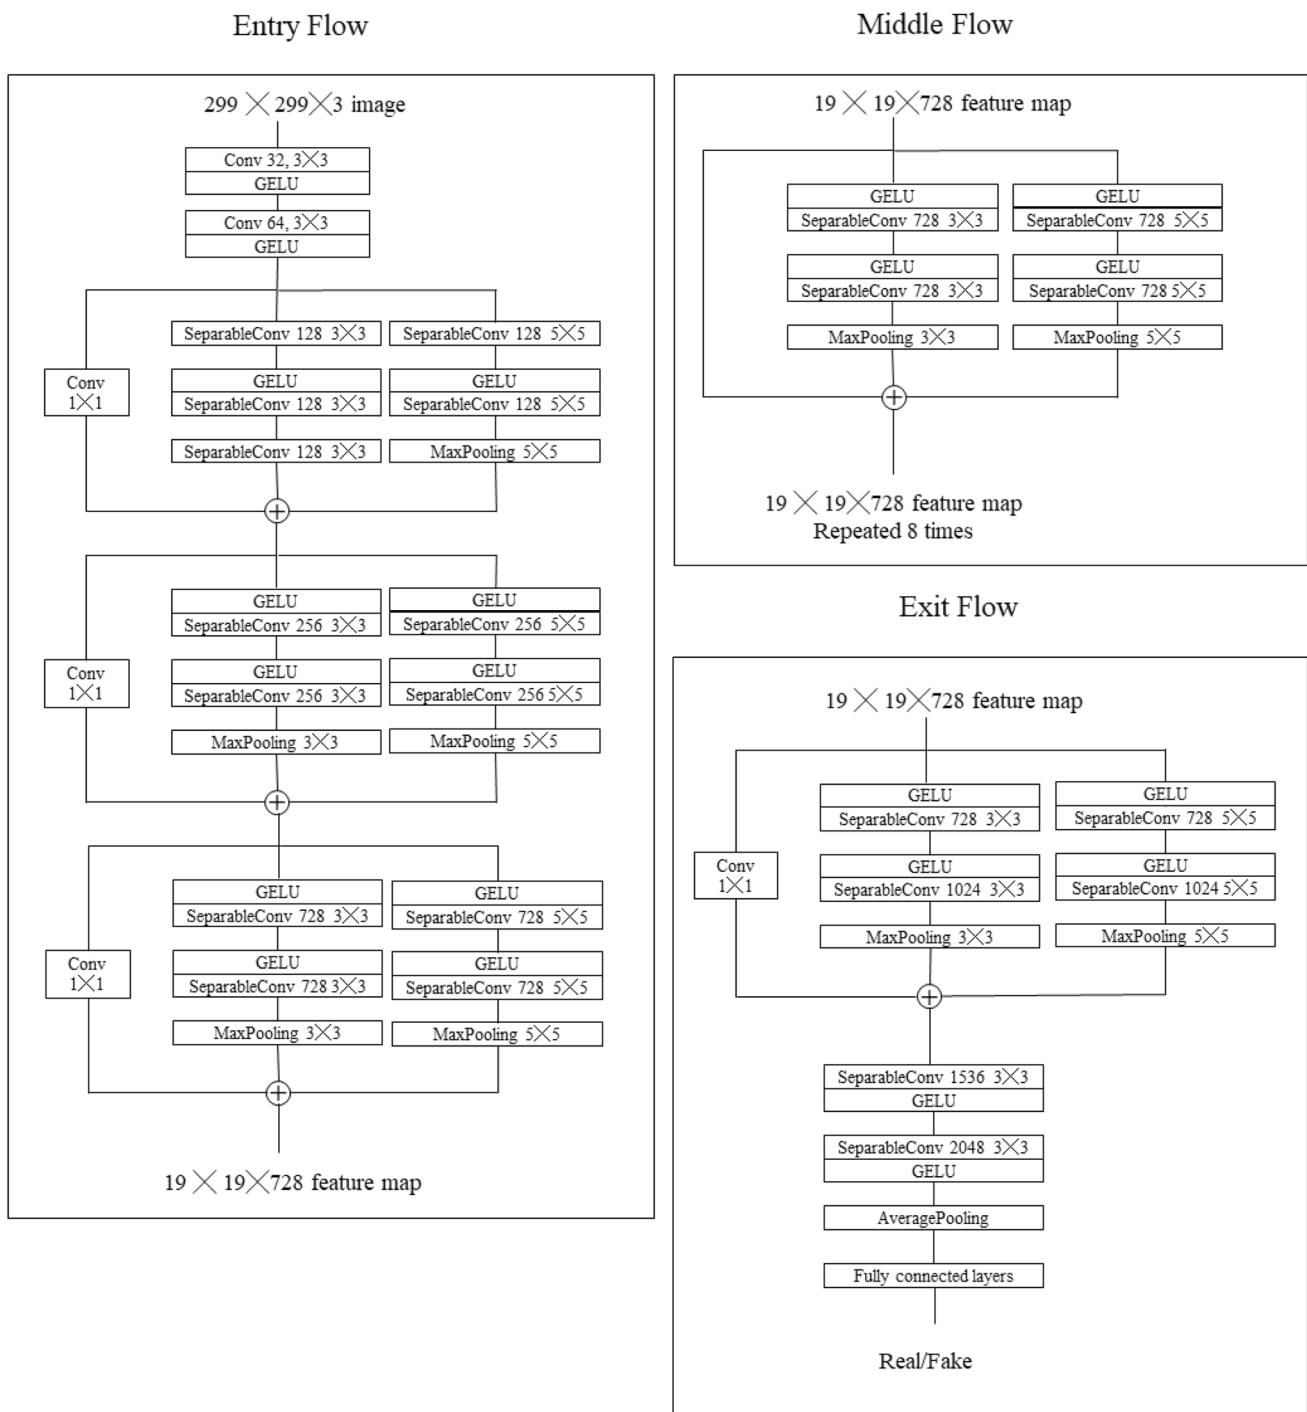 Entry Flow
299 × 299×3 image
Conv 32, 3×3
GELU
Conv 64, 3×3
GELU
Conv
1×1
SeparableConv 128 3×3
GELU
SeparableConv 128 3×3
SeparableConv 128 3×3
SeparableConv 128 5×5
GELU
SeparableConv 128 5×5
MaxPooling 5×5
Conv
1×1
GELU
SeparableConv 256 3×3
GELU
SeparableConv 256 3×3
MaxPooling 3×3
GELU
SeparableConv 256 5×5
GELU
SeparableConv 256 5×5
MaxPooling 5×5
Conv
1×1
GELU
SeparableConv 728 3×3
GELU
SeparableConv 728 3×3
MaxPooling 3×3
GELU
SeparableConv 728 5×5
GELU
SeparableConv 728 5×5
MaxPooling 5×5
19 × 19×728 feature map
Middle Flow
19 × 19×728 feature map
GELU
SeparableConv 728 3×3
GELU
SeparableConv 728 3×3
MaxPooling 3×3
GELU
SeparableConv 728 5×5
GELU
SeparableConv 728 5×5
MaxPooling 5×5
19 × 19×728 feature map
Repeated 8 times
Exit Flow
19 × 19×728 feature map
Conv
1×1
GELU
SeparableConv 728 3×3
GELU
SeparableConv 1024 3×3
MaxPooling 3×3
GELU
SeparableConv 728 5×5
GELU
SeparableConv 1024 5×5
MaxPooling 5×5
SeparableConv 1536 3×3
GELU
SeparableConv 2048 3×3
GELU
AveragePooling
Fully connected layers
Real/Fake